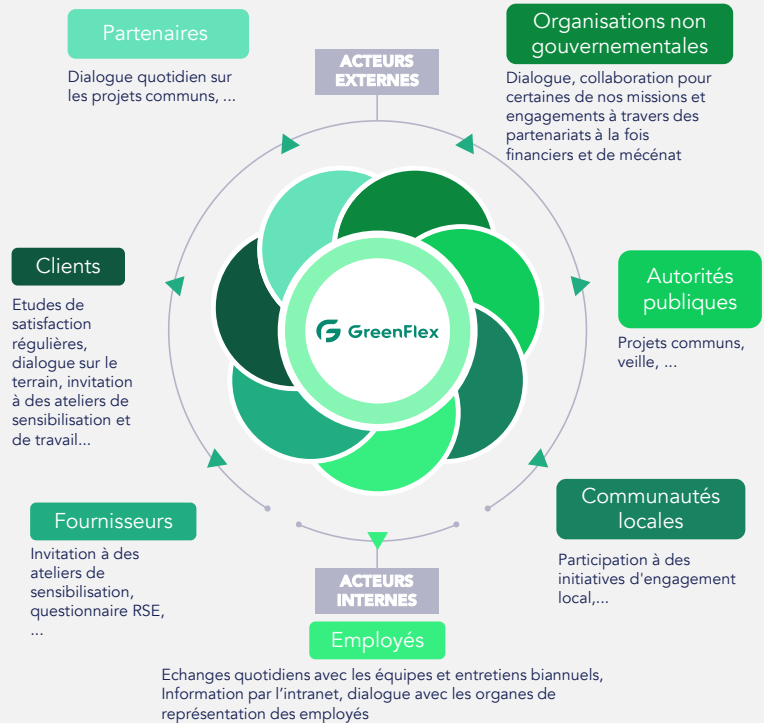 Partenaires
Dialogue quotidien sur
les projets communs, ...
ACTEURS
EXTERNES
Organisations non
gouvernementales
Dialogue, collaboration pour
certaines de nos missions et
engagements à travers des
partenariats à la fois
financiers et de mécénat
Clients
Etudes de
satisfaction
régulières,
dialogue sur le
terrain, invitation
à des ateliers de
sensibilisation et
de travail...
GreenFlex
Autorités
publiques
Projets communs,
veille, ...
Fournisseurs
Invitation à des
ateliers de
sensibilisation,
questionnaire RSE,
...
Communautés
locales
Participation à des
initiatives d'engagement
local,...
ACTEURS
INTERNES
Employés
Echanges quotidiens avec les équipes et entretiens biannuels,
Information par l’intranet, dialogue avec les organes de
représentation des employés